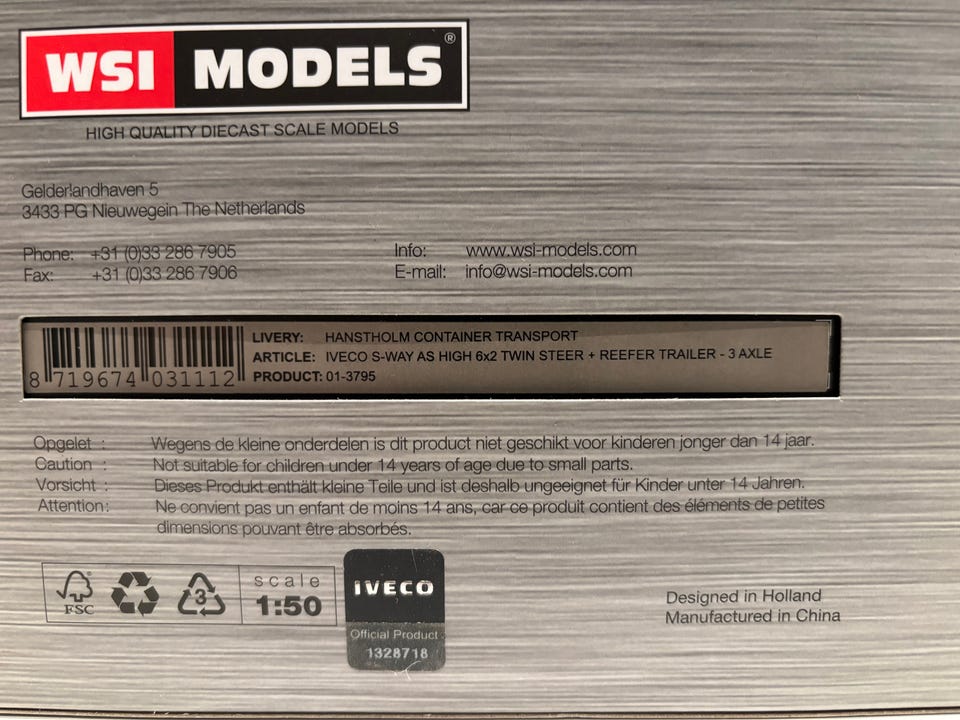 WSI MODELS®
HIGH QUALITY DIECAST SCALE MODELS
Gelderlandhaven 5
3433 PG Nieuwegein The Netherlands
Phone: +31 (0)33 286 7905
Fax: +31 (0)33 286 7906
Info: www.wsi-models.com
E-mail: info@wsi-models.com
8 719674 031112
LIVERY: HANSTHOLM CONTAINER TRANSPORT
ARTICLE: IVECO S-WAY AS HIGH 6x2 TWIN STEER + REEFER TRAILER - 3 AXLE
PRODUCT: 01-3795
Opgelet : Wegens de kleine onderdelen is dit product niet geschikt voor kinderen jonger dan 14 jaar.
Caution : Not suitable for children under 14 years of age due to small parts.
Vorsicht : Dieses Produkt enthält kleine Teile und ist deshalb ungeeignet für Kinder unter 14 Jahren.
Attention: Ne convient pas un enfant de moins 14 ans, car ce produit contient des éléments de petites
dimensions pouvant être absorbés.
FSC
3
scale
1:50
IVECO
Official Product
1328718
Designed in Holland
Manufactured in China